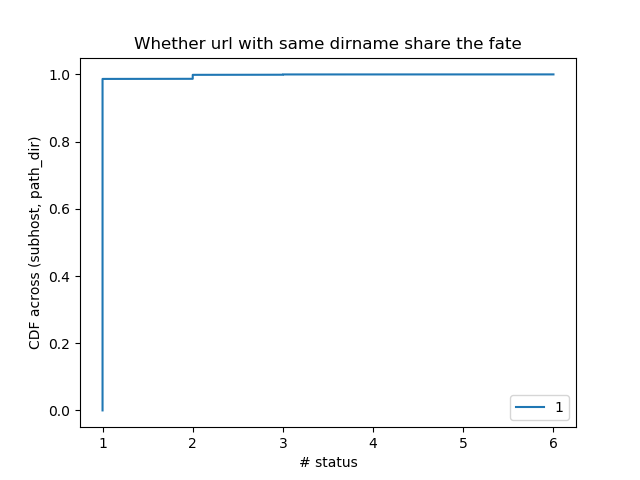 Whether url with same dirname share the fate
CDF across (subhost, path_dir)
1.0
0.8
0.6
0.4
0.2
0.0
1
1 2 3 4 5 6
# status